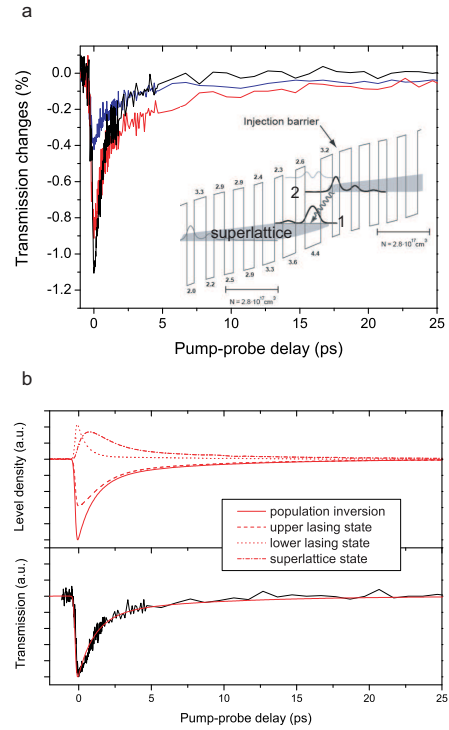 a
Transmission changes (%)
0.0
-0.2
-0.4
-0.6
-0.8
-1.0
-1.2
Injection barrier
3.2
2.6
2.3
2.4
2.9
2.9
3.3
2
1
superlattice
2.0
2.2
2.5
2.9
3.3
3.6
4.4
N = 2.8·10¹⁷cm⁻³
N = 2.8·10¹⁷cm⁻³
0 5 10 15 20 25
Pump-probe delay (ps)
b
Level density (a.u.)
population inversion
upper lasing state
lower lasing state
superlattice state
Transmission (a.u.)
0 5 10 15 20 25
Pump-probe delay (ps)